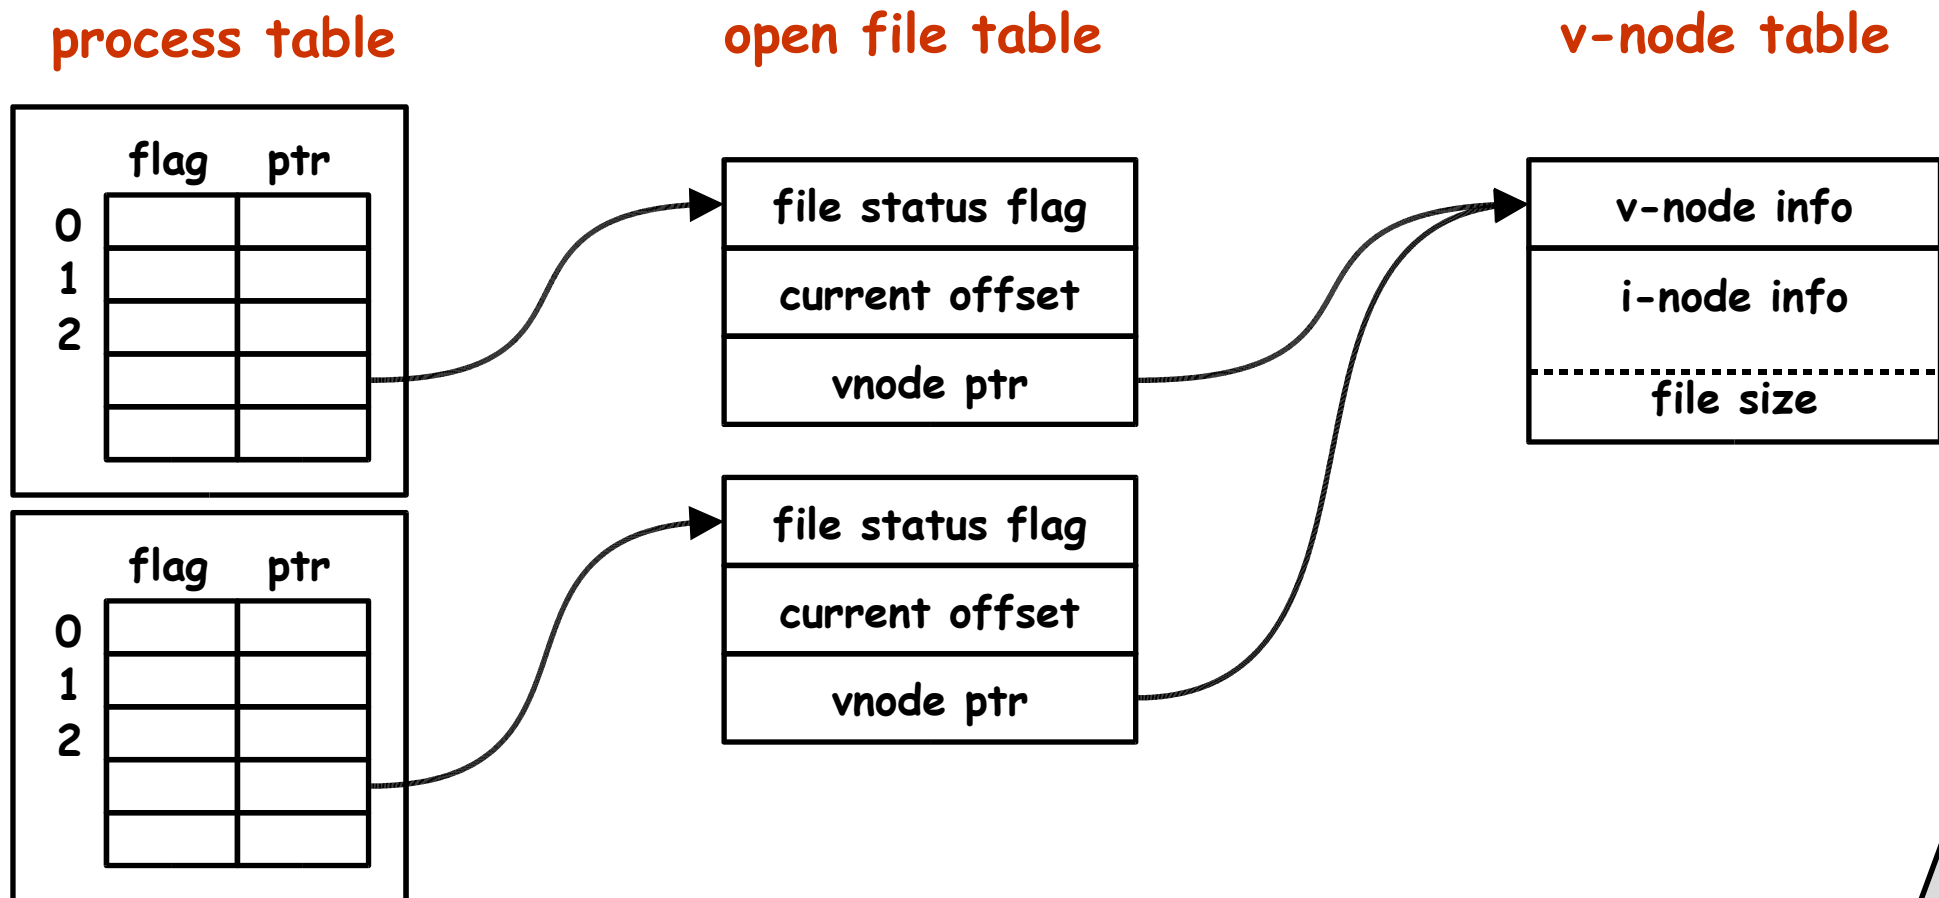 process table
open file table
v-node table
flag ptr
0
1
2
file status flag
current offset
vnode ptr
v-node info
i-node info
file size
flag ptr
0
1
2
file status flag
current offset
vnode ptr